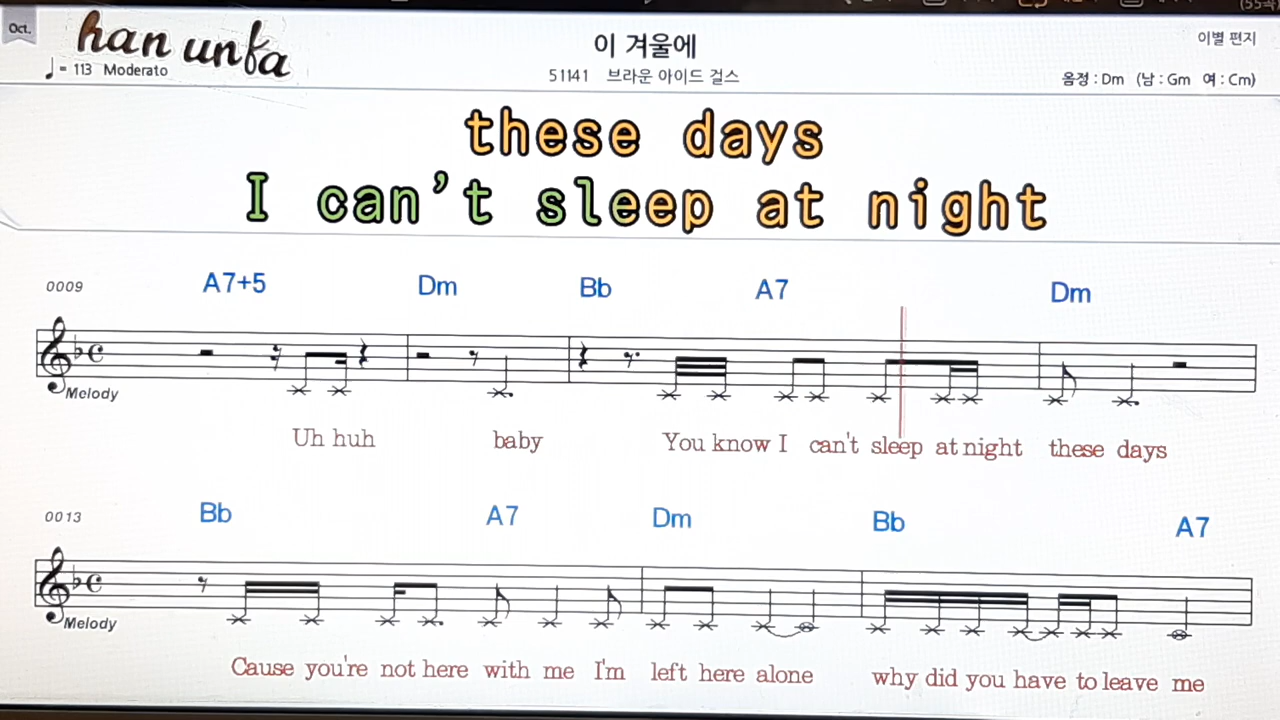 Oct.
han unfa
이 겨울에
이별 편지
♩= 113 Moderato
51141 브라운 아이드 걸스
음정 : Dm (남 : Gm 여 : Cm)
these days
I can't sleep at night
0009 A7+5 Dm Bb A7 Dm
Melody
Uh huh baby You know I can't sleep at night these days
0013 Bb A7 Dm Bb A7
Melody
Cause you're not here with me I'm left here alone why did you have to leave me